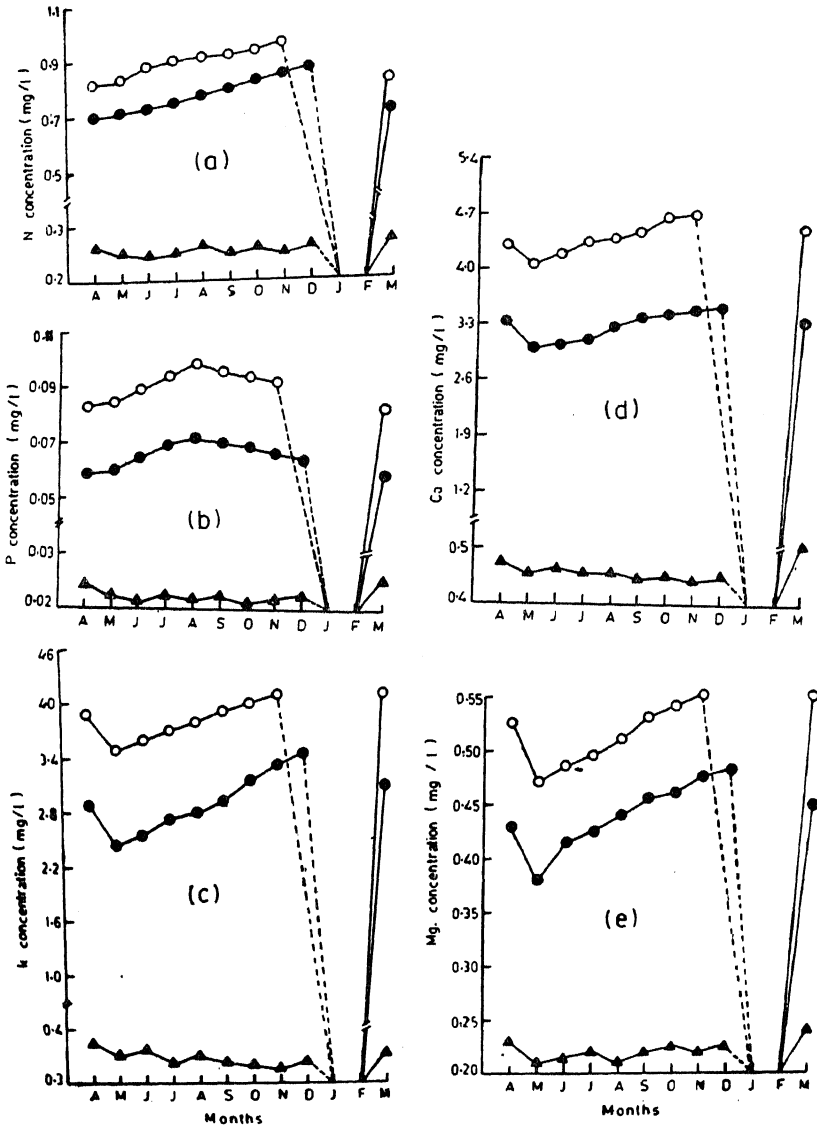 N concentration (mg/l)
1.1
0.9
0.7
0.5
0.3
0.2
(a)
A M J J A S O N D J F M
P concentration (mg/l)
0.09
0.07
0.05
0.03
0.02
(b)
A M J J A S O N D J F M
k concentration (mg/l)
46
4.0
3.4
2.8
2.2
1.6
1.0
0.4
0.3
(c)
A M J J A S O N D J F M
Months
Ca concentration (mg/l)
5.4
4.7
4.0
3.3
2.6
1.9
1.2
0.5
0.4
(d)
A M J J A S O N D J F M
Mg. concentration (mg/l)
0.55
0.50
0.45
0.40
0.35
0.30
0.25
0.20
(e)
A M J J A S O N D J F M
Months